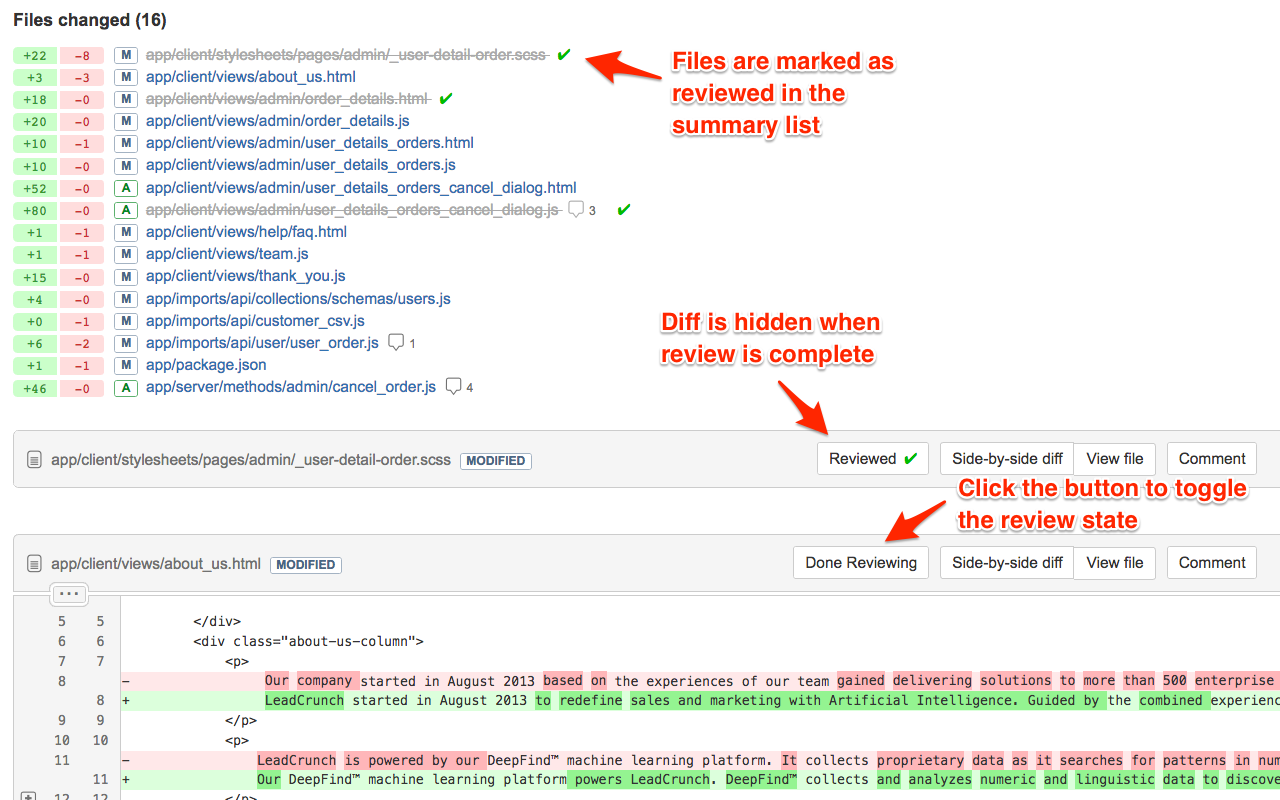 Files changed (16)
+22 -8 M app/client/stylesheets/pages/admin/_user-detail-order.scss ✔
+3 -3 M app/client/views/about_us.html
+18 -0 M app/client/views/admin/order_details.html ✔
+20 -0 M app/client/views/admin/order_details.js
+10 -1 M app/client/views/admin/user_details_orders.html
+10 -0 M app/client/views/admin/user_details_orders.js
+52 -0 A app/client/views/admin/user_details_orders_cancel_dialog.html
+80 -0 A app/client/views/admin/user_details_orders_cancel_dialog.js 3 ✔
+1 -1 M app/client/views/help/faq.html
+1 -1 M app/client/views/team.js
+15 -0 M app/client/views/thank_you.js
+4 -0 M app/imports/api/collections/schemas/users.js
+0 -1 M app/imports/api/customer_csv.js
+6 -2 M app/imports/api/user/user_order.js 1
+1 -1 M app/package.json
+46 -0 A app/server/methods/admin/cancel_order.js 4
Files are marked as
reviewed in the
summary list
Diff is hidden when
review is complete
app/client/stylesheets/pages/admin/_user-detail-order.scss MODIFIED Reviewed ✔ Side-by-side diff View file Comment
Click the button to toggle
the review state
app/client/views/about_us.html MODIFIED Done Reviewing Side-by-side diff View file Comment
...
5 5 </div>
6 6 <div class="about-us-column">
7 7 <p>
8 - Our company started in August 2013 based on the experiences of our team gained delivering solutions to more than 500 enterprise
8 + LeadCrunch started in August 2013 to redefine sales and marketing with Artificial Intelligence. Guided by the combined experienc
9 9 </p>
10 10 <p>
11 - LeadCrunch is powered by our DeepFind™ machine learning platform. It collects proprietary data as it searches for patterns in num
11 + Our DeepFind™ machine learning platform powers LeadCrunch. DeepFind™ collects and analyzes numeric and linguistic data to discove
12 12 </p>